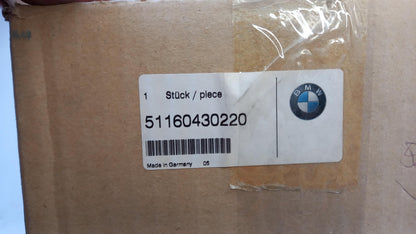 1 Stück / piece
BMW
51160430220
Made in Germany 05